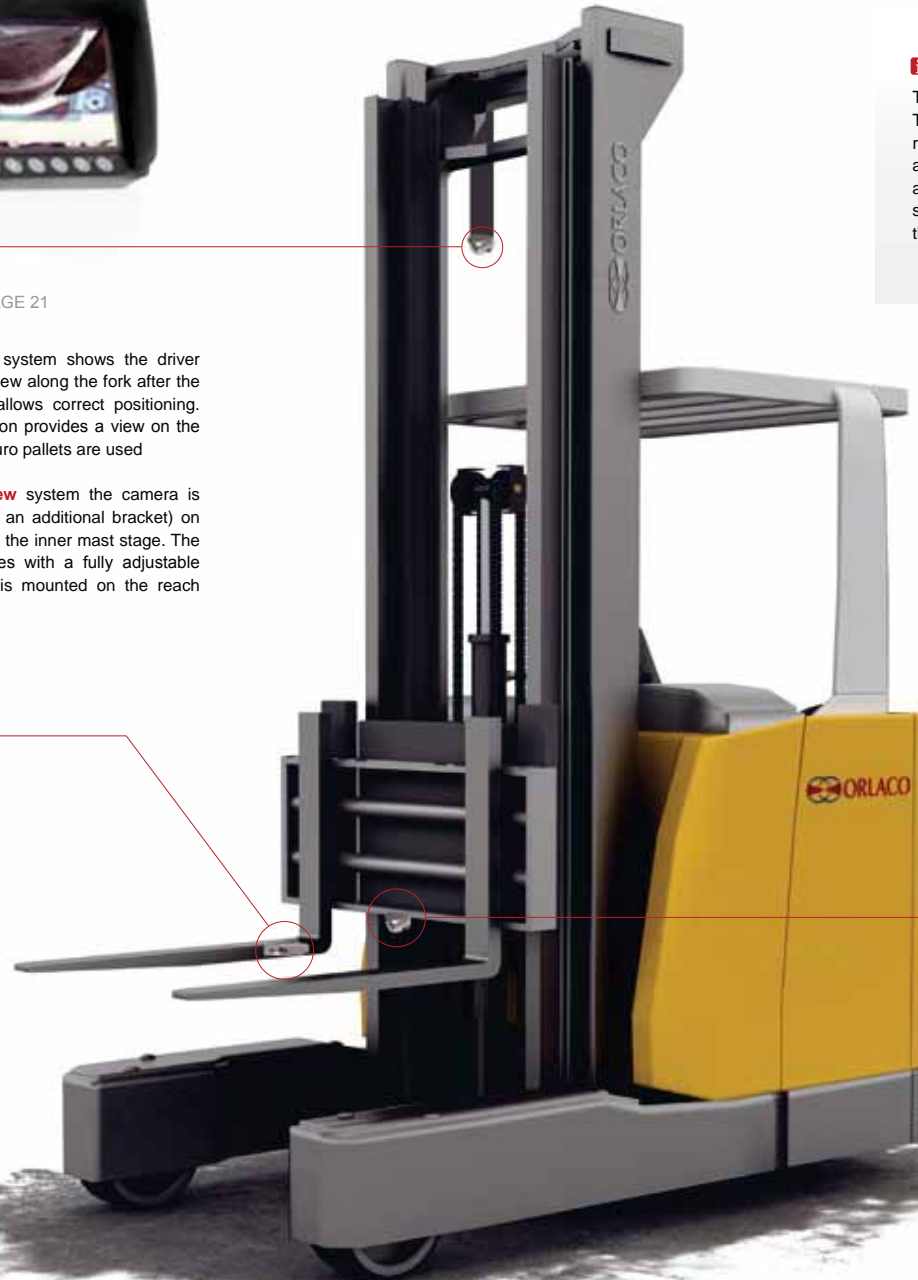 ORLACO
AGE 21
system shows the driver
ew along the fork after the
allows correct positioning.
on provides a view on the
uro pallets are used
ew system the camera is
an additional bracket) on
the inner mast stage. The
es with a fully adjustable
is mounted on the reach
ORLACO